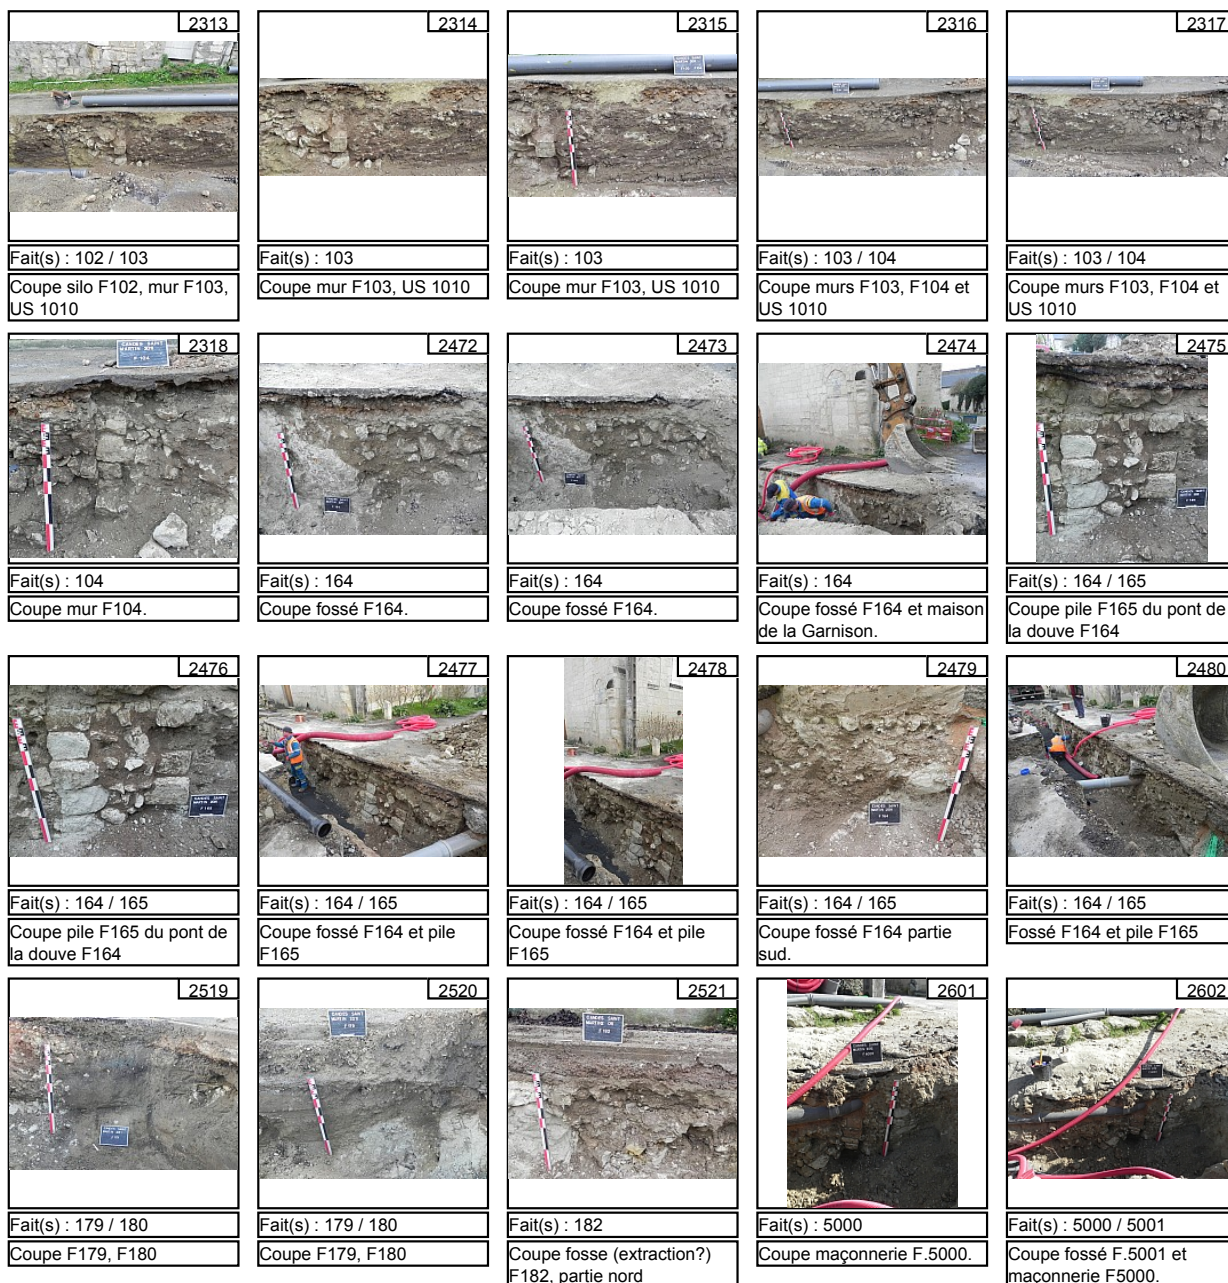 2313 2314 2315 2316 2317
Fait(s) : 102 / 103
Coupe silo F102, mur F103,
US 1010
Fait(s) : 103
Coupe mur F103, US 1010
Fait(s) : 103
Coupe mur F103, US 1010
Fait(s) : 103 / 104
Coupe murs F103, F104 et
US 1010
Fait(s) : 103 / 104
Coupe murs F103, F104 et
US 1010
2318 2472 2473 2474 2475
CANDES SAINT
MARTIN
F 104
Fait(s) : 104
Coupe mur F104.
Fait(s) : 164
Coupe fossé F164.
Fait(s) : 164
Coupe fossé F164.
Fait(s) : 164
Coupe fossé F164 et maison
de la Garnison.
Fait(s) : 164 / 165
Coupe pile F165 du pont de
la douve F164
2476 2477 2478 2479 2480
Fait(s) : 164 / 165
Coupe pile F165 du pont de
la douve F164
Fait(s) : 164 / 165
Coupe fossé F164 et pile
F165
Fait(s) : 164 / 165
Coupe fossé F164 et pile
F165
Fait(s) : 164 / 165
Coupe fossé F164 partie
sud.
Fait(s) : 164 / 165
Fossé F164 et pile F165
2519 2520 2521 2601 2602
Fait(s) : 179 / 180
Coupe F179, F180
Fait(s) : 179 / 180
Coupe F179, F180
Fait(s) : 182
Coupe fosse (extraction?)
F182, partie nord
Fait(s) : 5000
Coupe maçonnerie F.5000.
Fait(s) : 5000 / 5001
Coupe fossé F.5001 et
maçonnerie F5000.